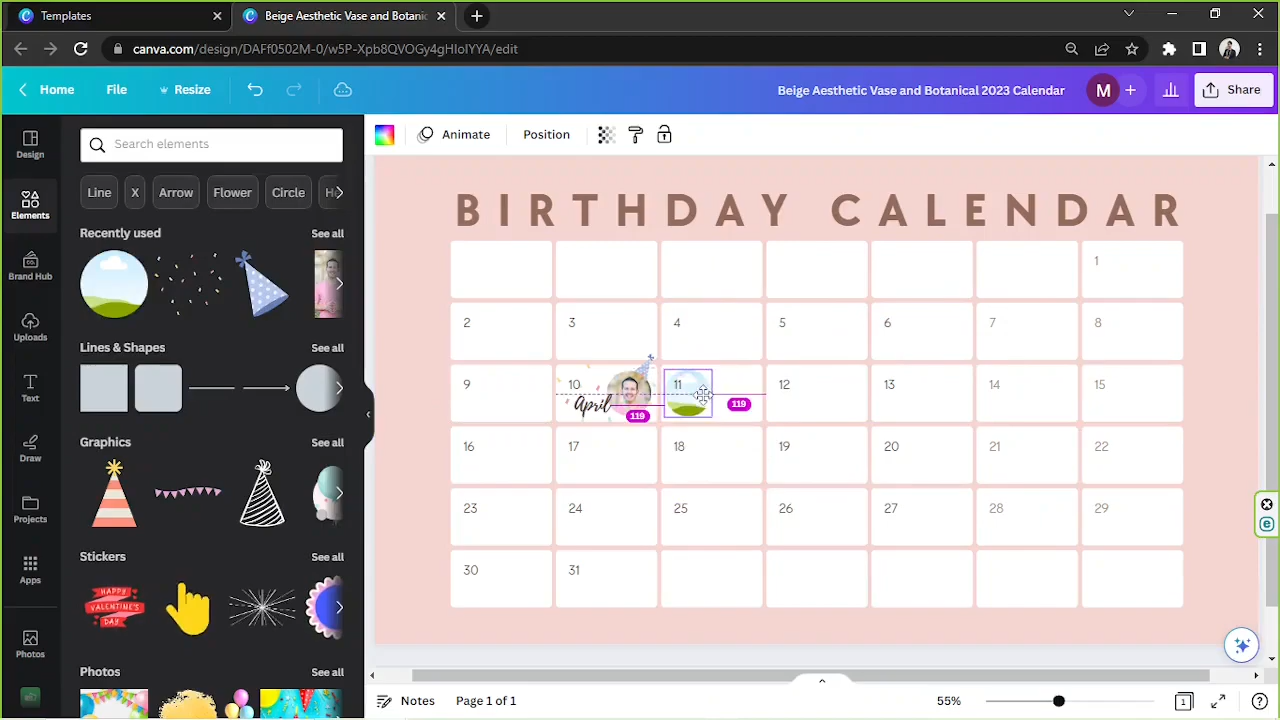 Templates
Beige Aesthetic Vase and Botanic
canva.com/design/DAFf0502M-0/w5P-Xpb8QVOGy4gHIoIYYA/edit
Home
File
Resize
Beige Aesthetic Vase and Botanical 2023 Calendar
M
Share
Design
Elements
Brand Hub
Uploads
Text
Draw
Projects
Apps
Photos
Search elements
Line
X
Arrow
Flower
Circle
Recently used
See all
Lines & Shapes
See all
Graphics
See all
Stickers
See all
HAPPY
VALENTINE'S
DAY
Photos
See all
Animate
Position
BIRTHDAY CALENDAR
1
2 3 4 5 6 7 8
9 10 11 12 13 14 15
April
119
119
16 17 18 19 20 21 22
23 24 25 26 27 28 29
30 31
Notes
Page 1 of 1
55%
1